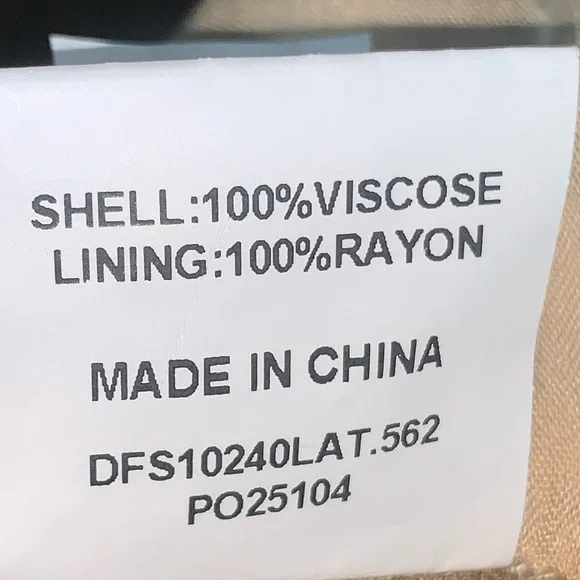 SHELL:100%VISCOSE
LINING:100%RAYON
MADE IN CHINA
DFS10240LAT.562
PO25104